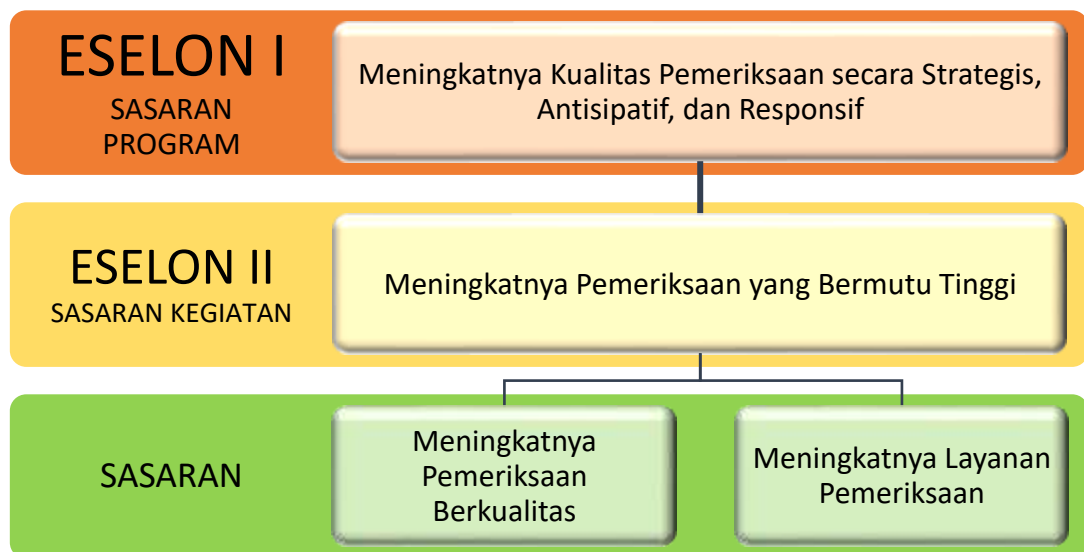 ESELON I
SASARAN
PROGRAM
Meningkatnya Kualitas Pemeriksaan secara Strategis,
Antisipatif, dan Responsif
ESELON II
SASARAN KEGIATAN
Meningkatnya Pemeriksaan yang Bermutu Tinggi
SASARAN
Meningkatnya
Pemeriksaan
Berkualitas
Meningkatnya Layanan
Pemeriksaan